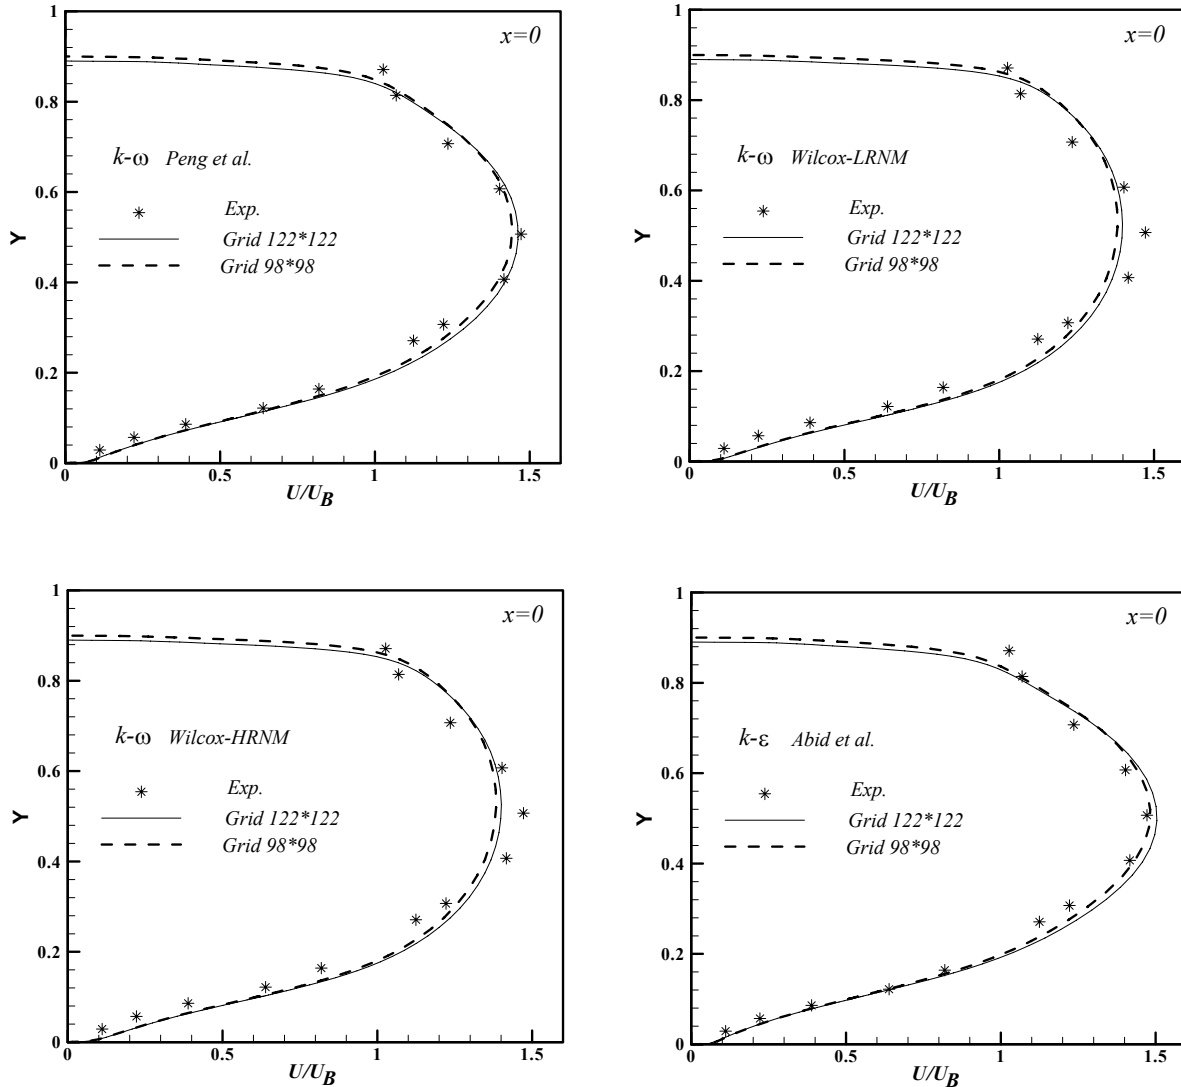 1
x=0
0.8
k-ω Peng et al.
0.6
Exp.
Y
Grid 122*122
Grid 98*98
0.4
0.2
0
0 0.5 1 1.5
U/U_B
1
x=0
0.8
k-ω Wilcox-LRNM
0.6
Exp.
Y
Grid 122*122
Grid 98*98
0.4
0.2
0
0 0.5 1 1.5
U/U_B
1
x=0
0.8
k-ω Wilcox-HRNM
0.6
Exp.
Y
Grid 122*122
Grid 98*98
0.4
0.2
0
0 0.5 1 1.5
U/U_B
1
x=0
0.8
k-ε Abid et al.
0.6
Exp.
Y
Grid 122*122
Grid 98*98
0.4
0.2
0
0 0.5 1 1.5
U/U_B